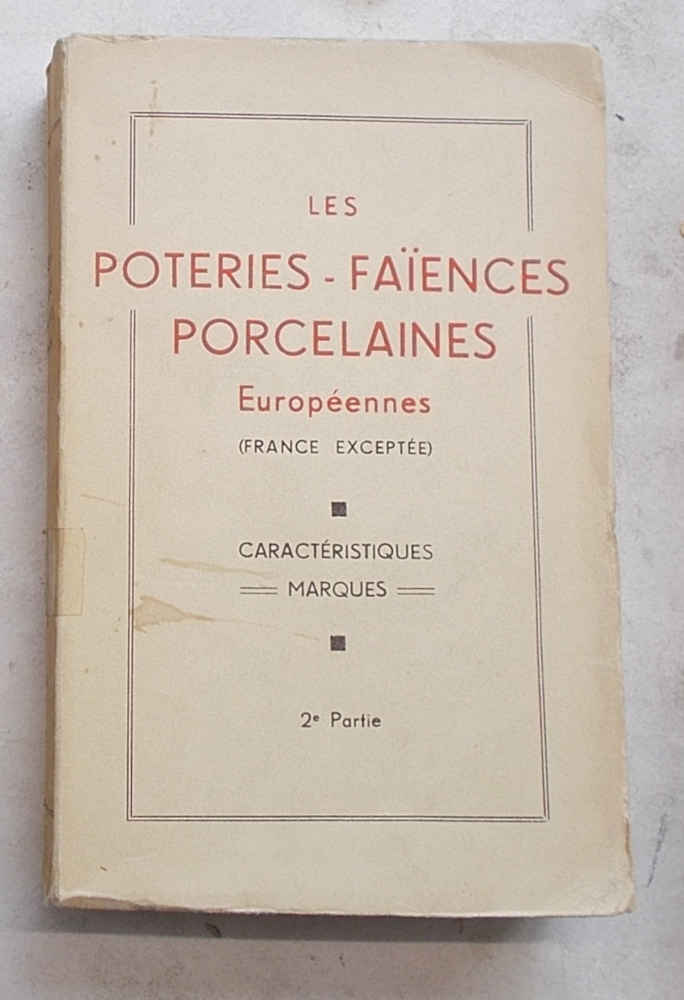 LES
POTERIES - FAÏENCES
PORCELAINES
Européennes
(FRANCE EXCEPTÉE)
CARACTÉRISTIQUES
MARQUES
2e Partie